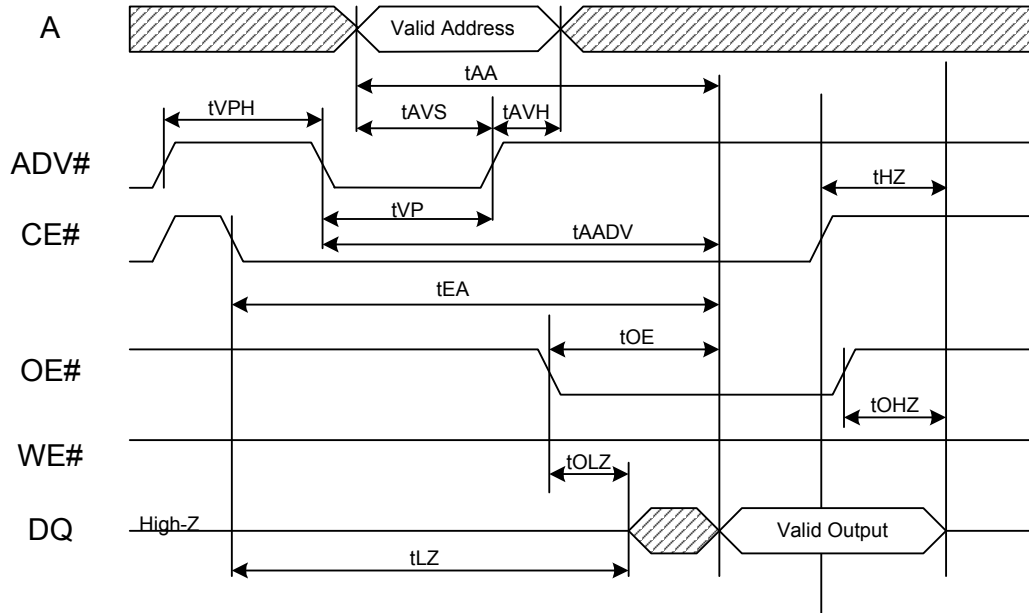 A
Valid Address
tAA
tVPH
tAVS
tAVH
ADV#
tHZ
tVP
CE#
tAADV
tEA
tOE
OE#
tOHZ
WE#
tOLZ
DQ
High-Z
Valid Output
tLZ